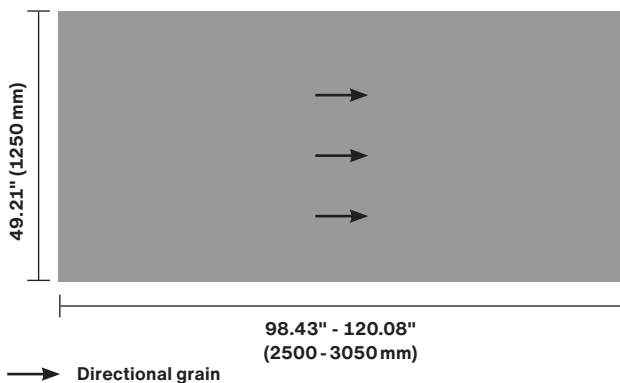 49.21" (1250 mm)
98.43" - 120.08"
(2500 - 3050 mm)
Directional grain